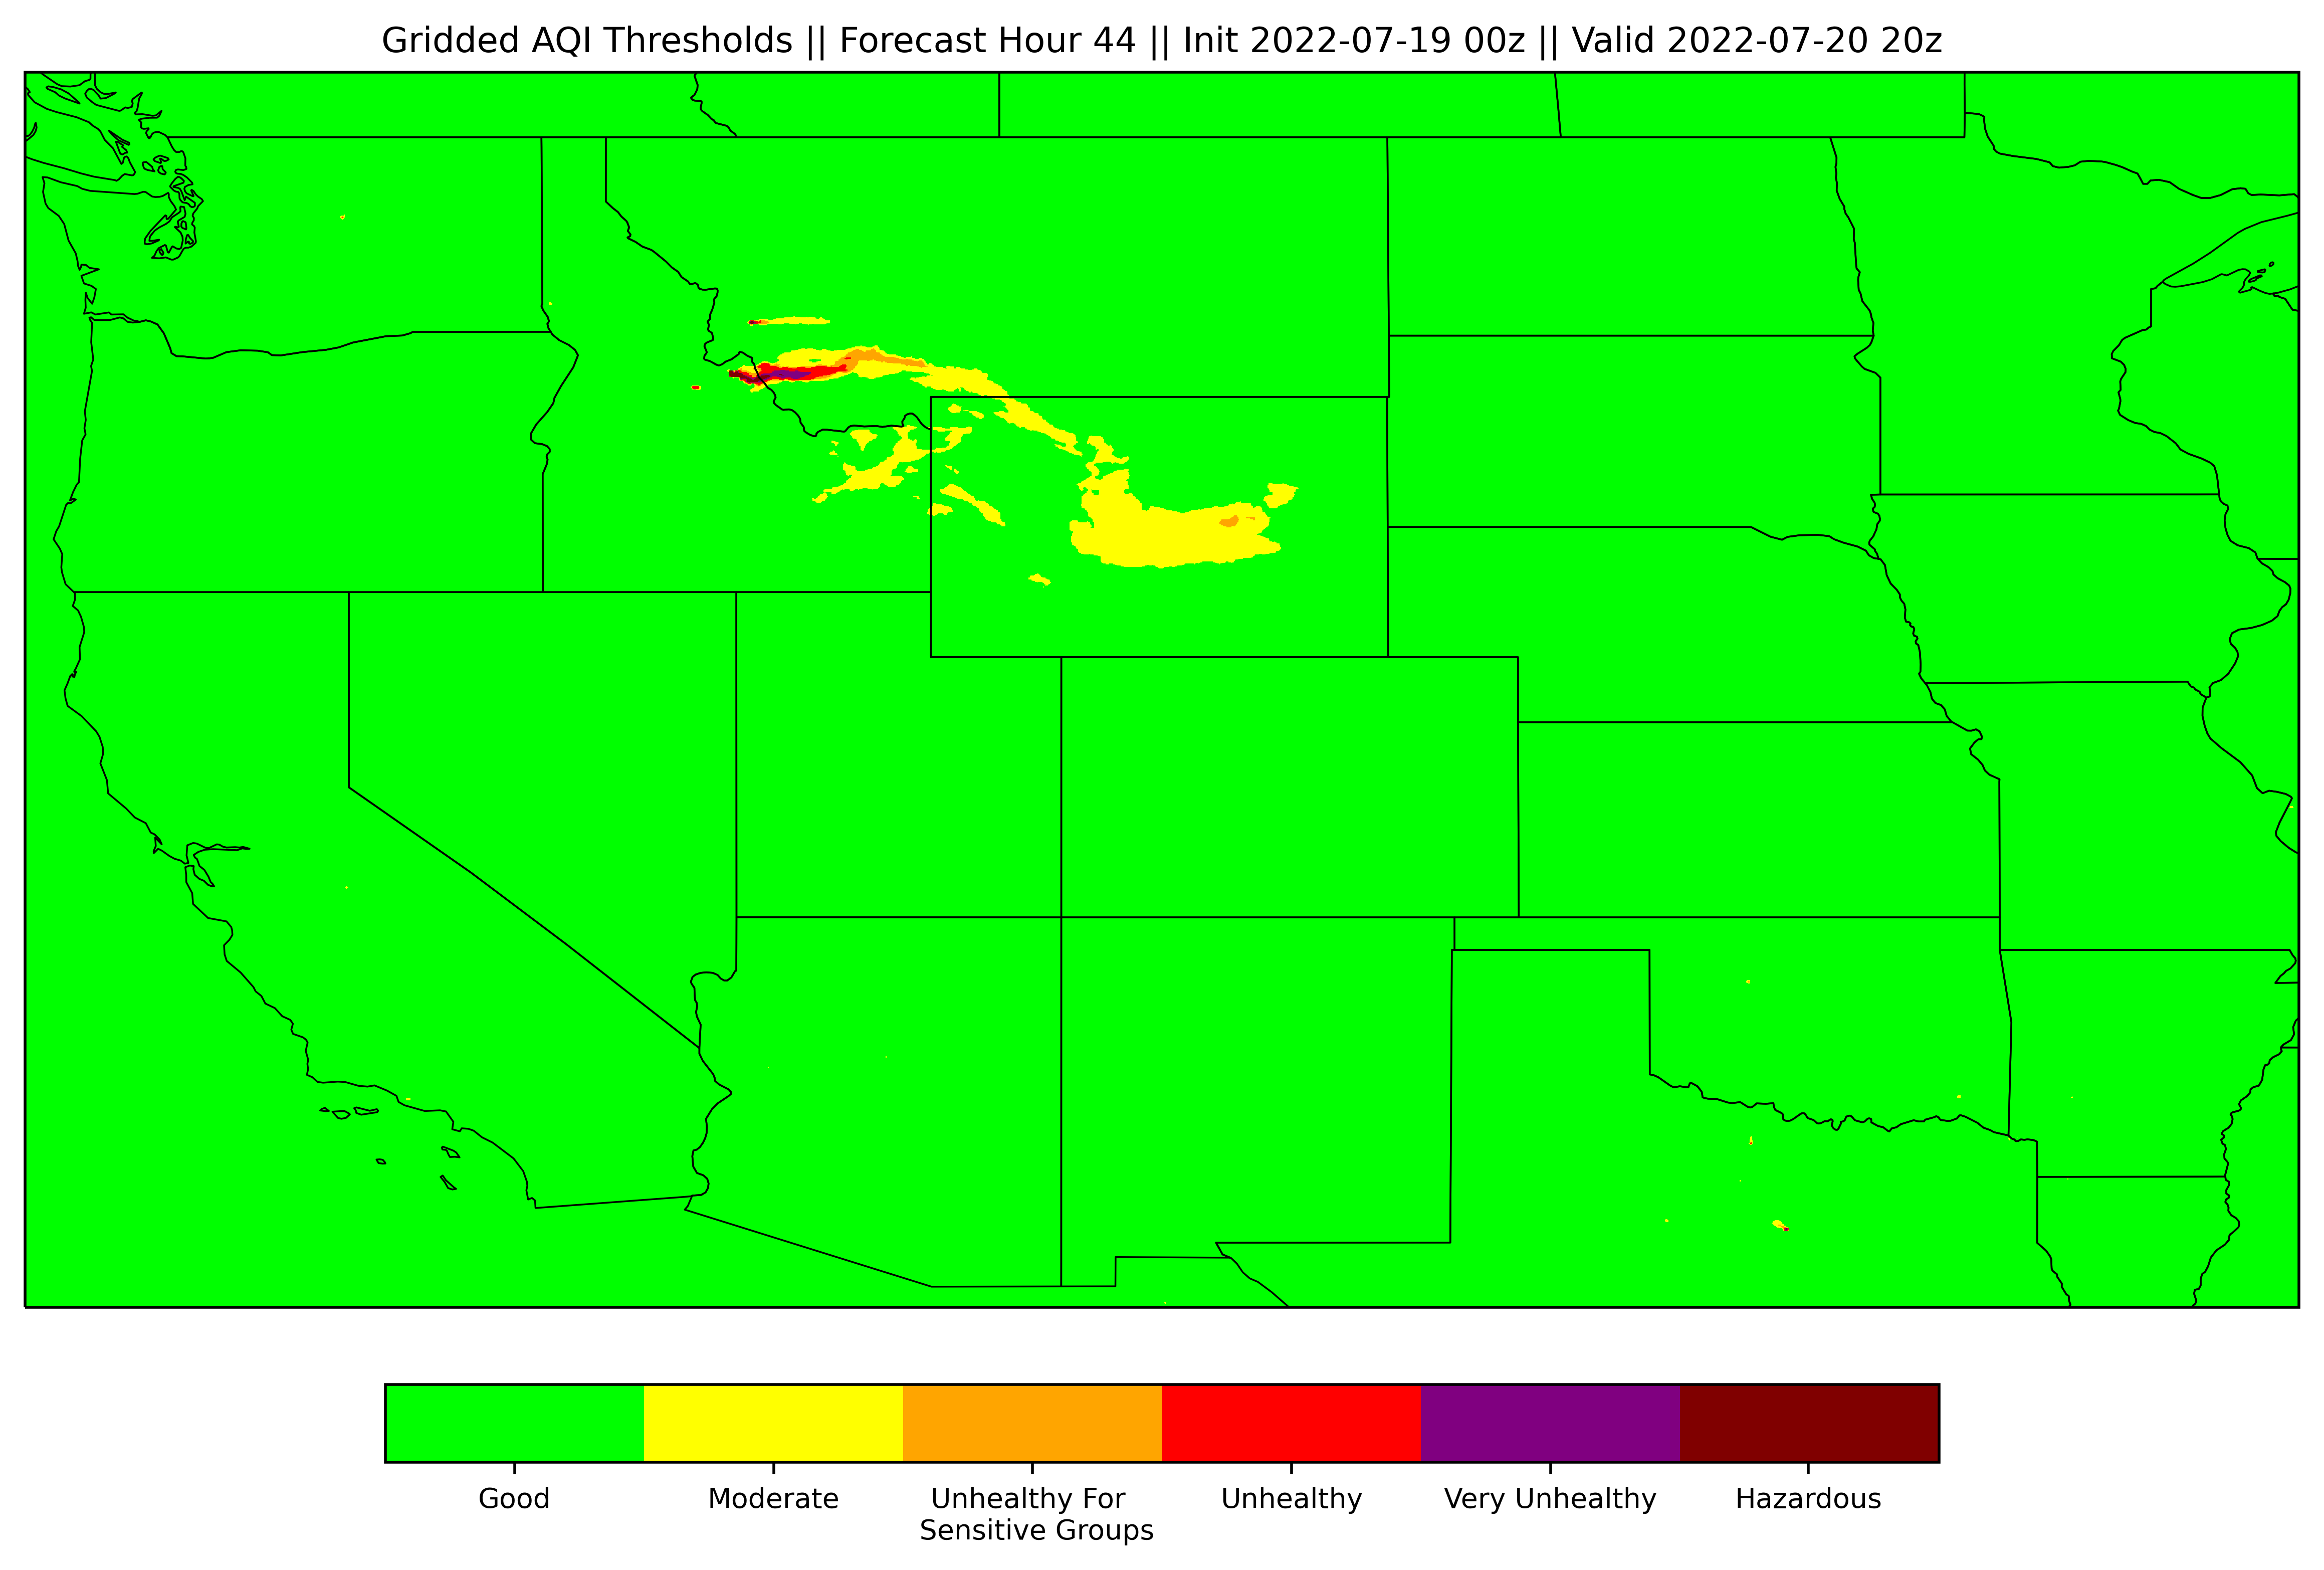 Gridded AQI Thresholds || Forecast Hour 44 || Init 2022-07-19 00z || Valid 2022-07-20 20z
Good Moderate Unhealthy For Unhealthy Very Unhealthy Hazardous
Sensitive Groups